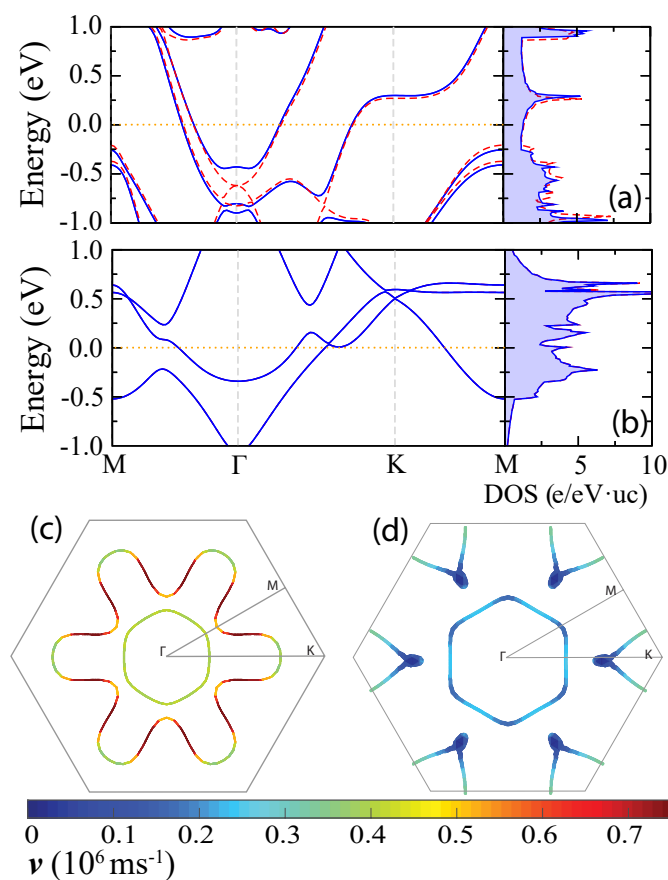 1.0
0.5
0.0
-0.5
-1.0
Energy (eV)
(a)
1.0
0.5
0.0
-0.5
-1.0
Energy (eV)
(b)
M Γ K M 5 10
DOS (e/eV·uc)
(c) (d)
M M
Γ K Γ K
0 0.1 0.2 0.3 0.4 0.5 0.6 0.7
ν (10⁶ ms⁻¹)